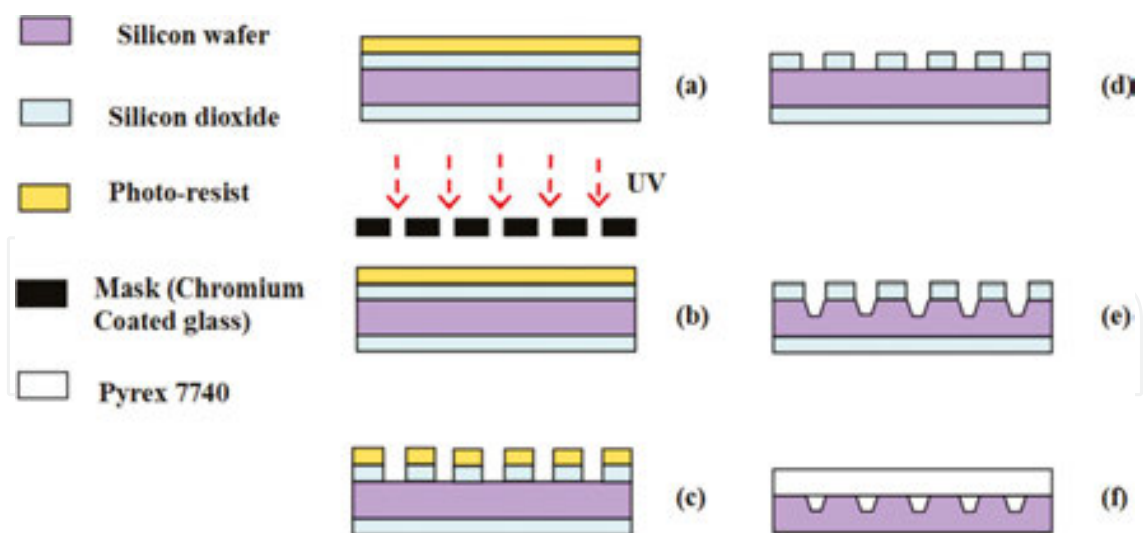 Silicon wafer
Silicon dioxide
Photo-resist
Mask (Chromium
Coated glass)
Pyrex 7740
(a)
UV
(b)
(c)
(d)
(e)
(f)